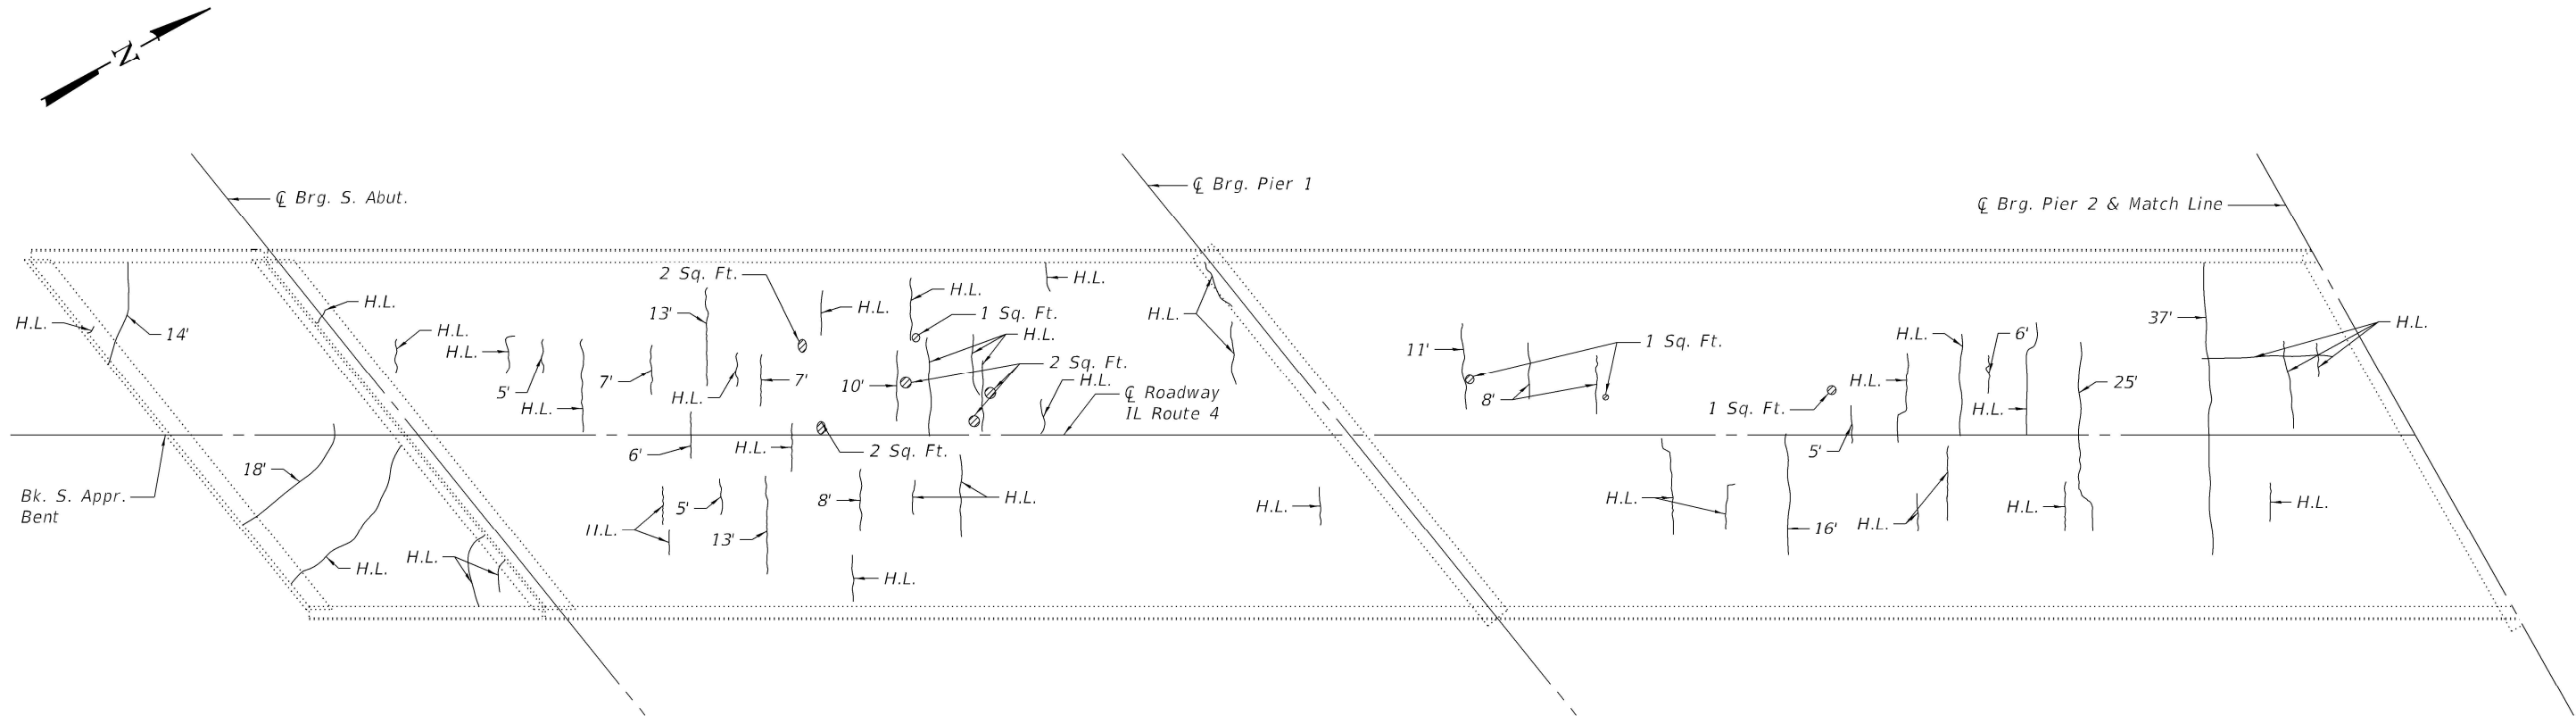 N
℄ Brg. S. Abut.
℄ Brg. Pier 1
℄ Brg. Pier 2 & Match Line
2 Sq. Ft.
H.L.
H.L.
H.L.
H.L.
H.L.
14'
H.L.
H.L.
5'
H.L.
13'
7'
H.L.
7'
1 Sq. Ft.
H.L.
2 Sq. Ft.
H.L.
10'
℄ Roadway
IL Route 4
H.L.
11'
1 Sq. Ft.
8'
1 Sq. Ft.
H.L.
H.L.
6'
H.L.
25'
5'
37'
H.L.
Bk. S. Appr.
Bent
18'
H.L.
H.L.
6'
H.L.
2 Sq. Ft.
H.L.
5'
13'
8'
H.L.
H.L.
H.L.
H.L.
16'
H.L.
H.L.
H.L.